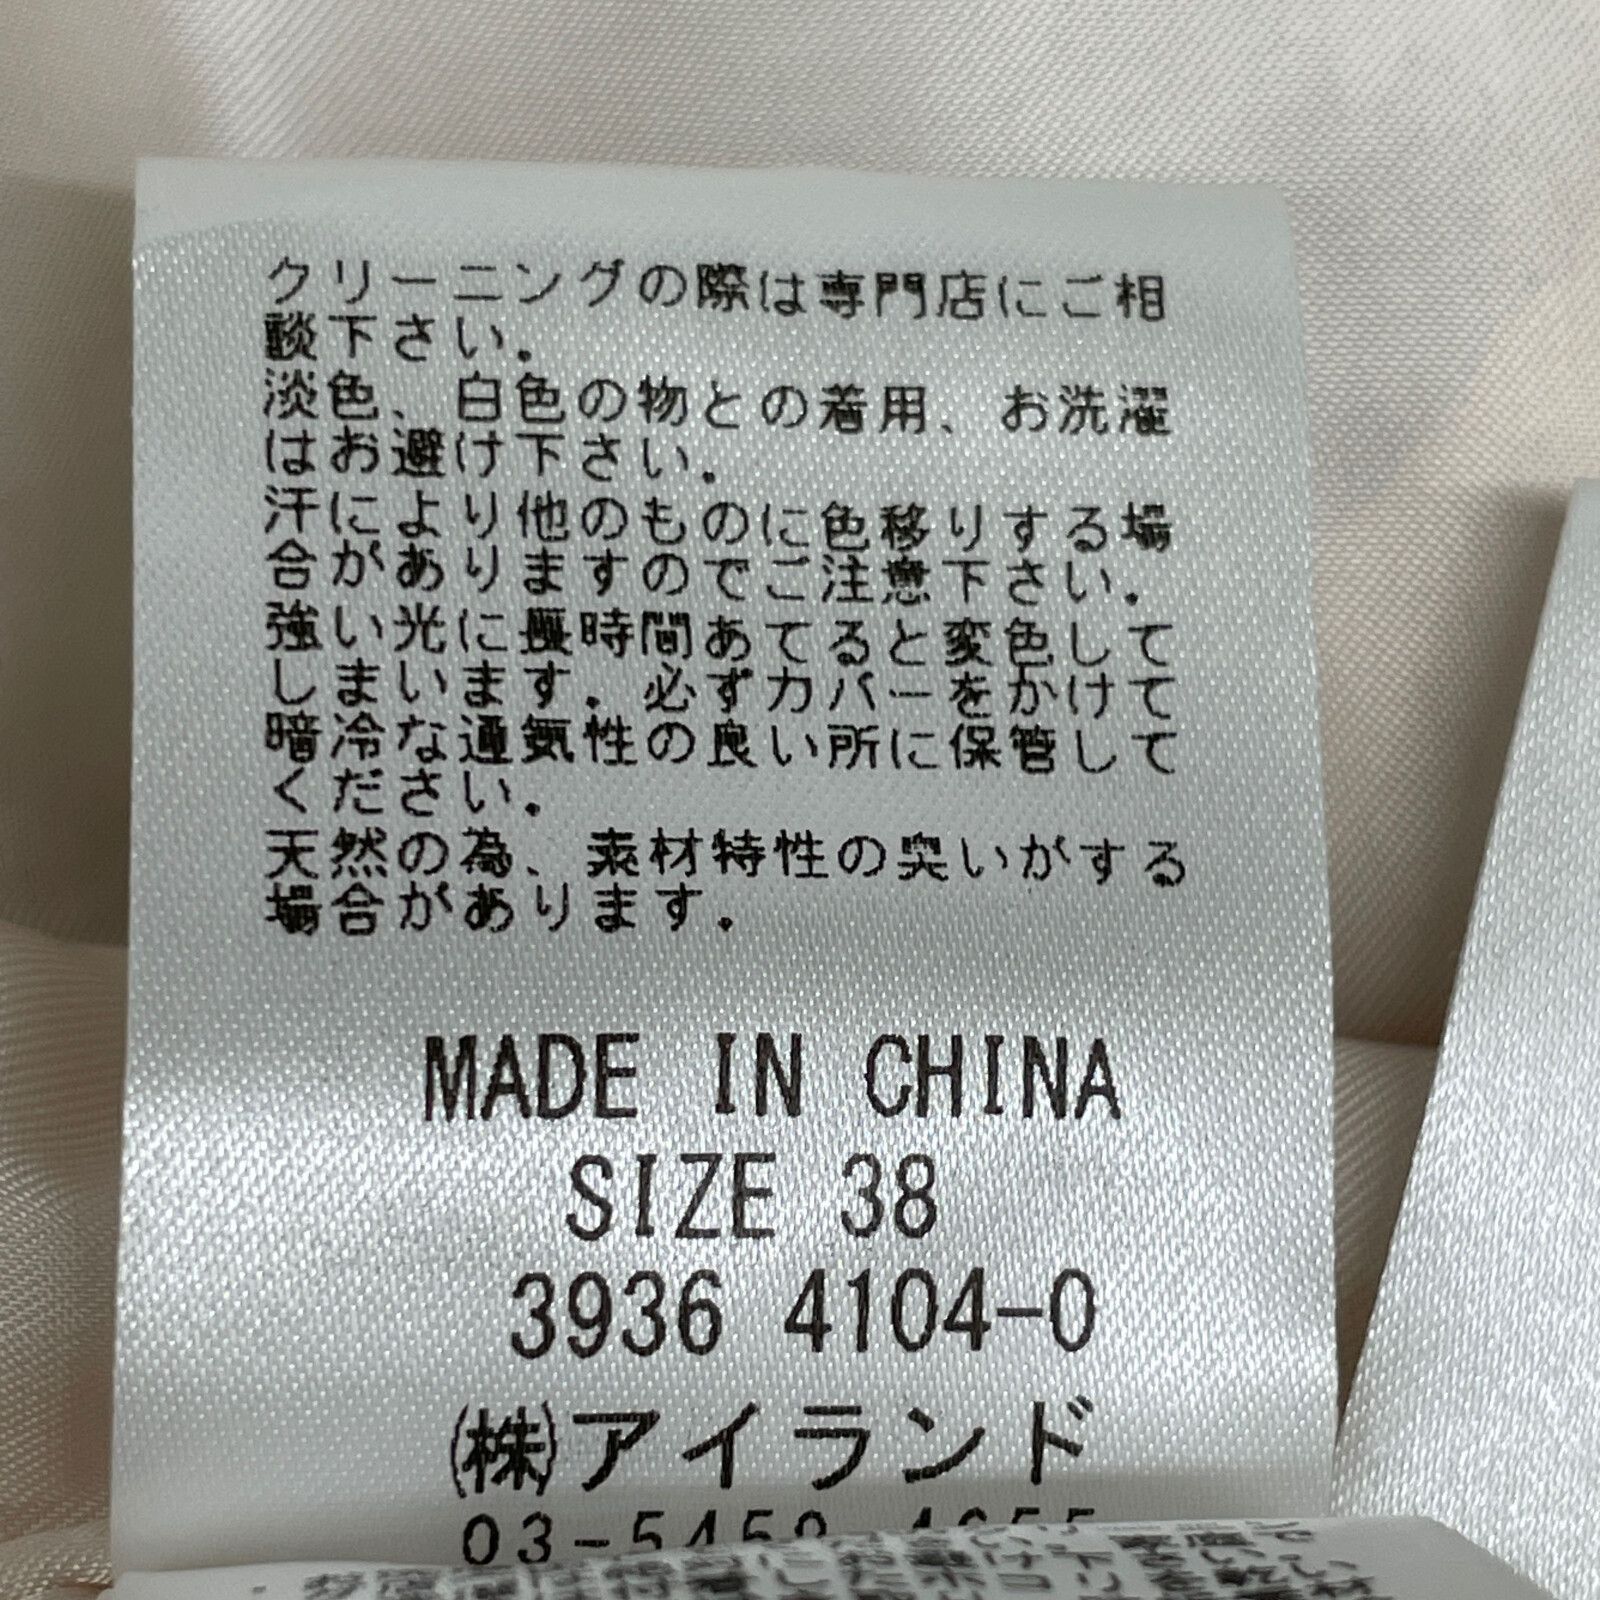 クリーニングの際は専門店にご相
談下さい.
淡色、白色の物との着用、お洗濯
はお避け下さい.
汗により他のものに色移りする場
合がありますのでご注意下さい.
強い光に長時間あてると変色して
しまいます. 必ずカバーをかけて
暗冷な通気性の良い所に保管して
ください.
天然の為、素材特性の臭いがする
場合があります.
MADE IN CHINA
SIZE 38
3936 4104-0
㈱アイランド
03-5459